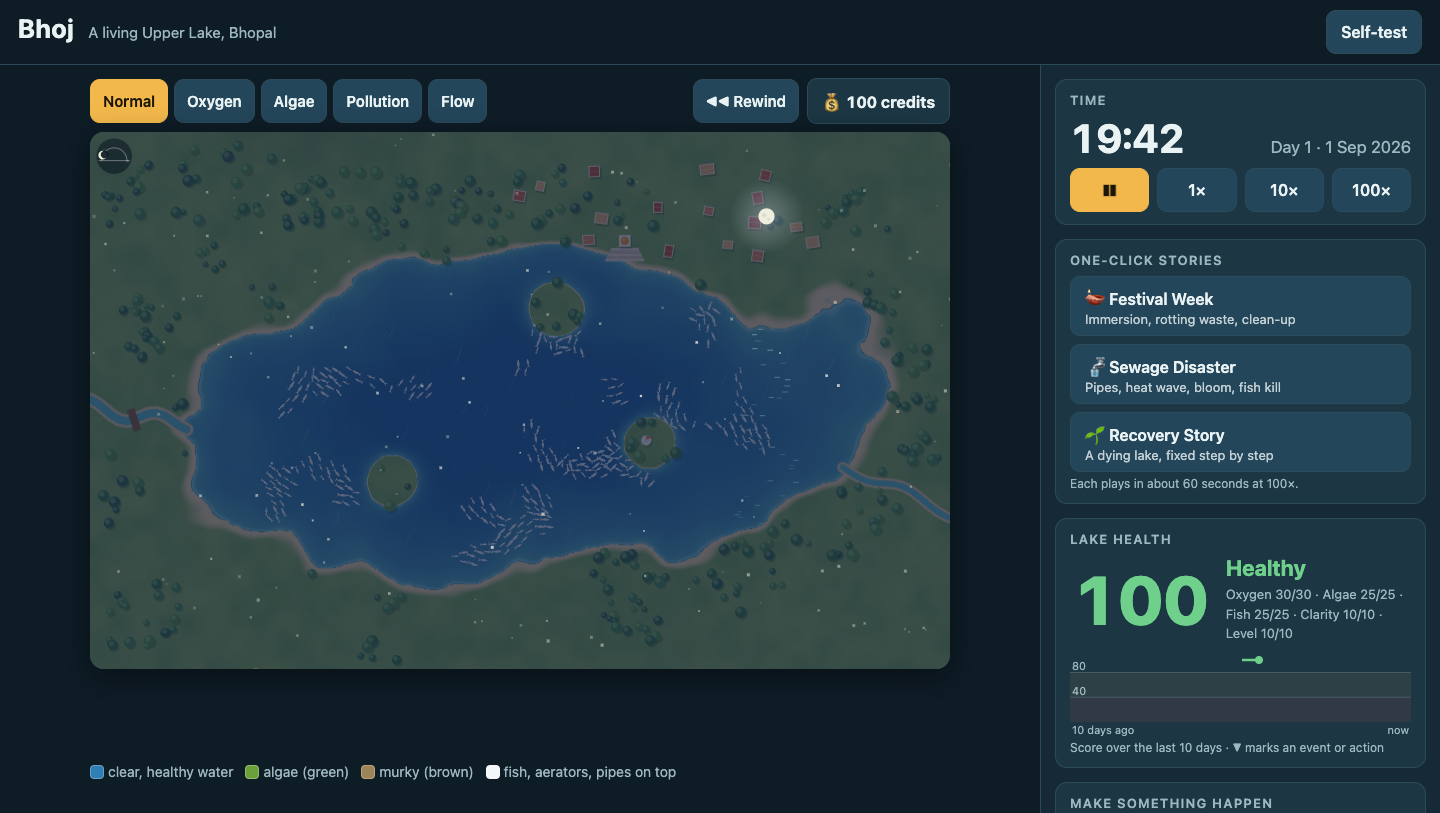 Bhoj A living Upper Lake, Bhopal
Self-test
Normal Oxygen Algae Pollution Flow
◀◀ Rewind 💰 100 credits
TIME
19:42 Day 1 · 1 Sep 2026
1× 10× 100×
ONE-CLICK STORIES
Festival Week
Immersion, rotting waste, clean-up
Sewage Disaster
Pipes, heat wave, bloom, fish kill
Recovery Story
A dying lake, fixed step by step
Each plays in about 60 seconds at 100×.
LAKE HEALTH
100
Healthy
Oxygen 30/30 · Algae 25/25 ·
Fish 25/25 · Clarity 10/10 ·
Level 10/10
80
40
10 days ago now
Score over the last 10 days · ▼ marks an event or action
MAKE SOMETHING HAPPEN
clear, healthy water algae (green) murky (brown) fish, aerators, pipes on top